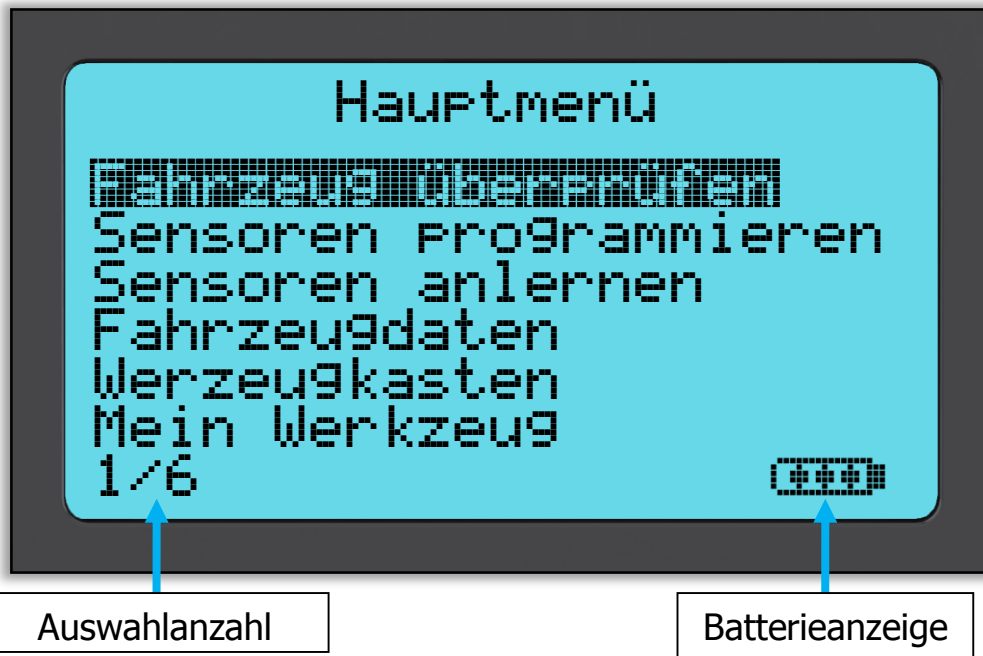 Hauptmenü
Fahrzeug überprüfen
Sensoren programmieren
Sensoren anlernen
Fahrzeugdaten
Werzeugkasten
Mein Werkzeug
1/6
Auswahlanzahl
Batterieanzeige